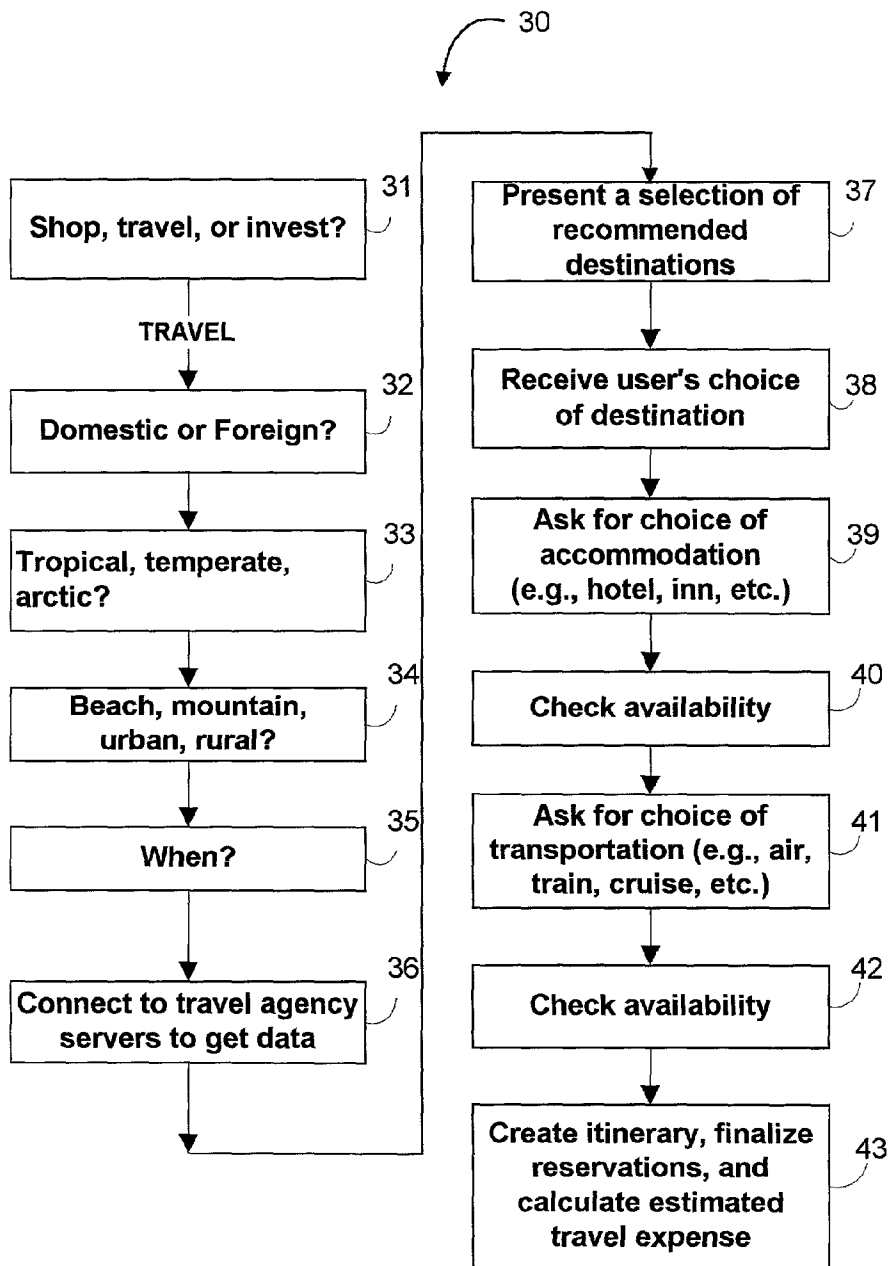 30
31
Shop, travel, or invest?
TRAVEL
32
Domestic or Foreign?
33
Tropical, temperate,
arctic?
34
Beach, mountain,
urban, rural?
35
When?
36
Connect to travel agency
servers to get data
37
Present a selection of
recommended
destinations
38
Receive user's choice
of destination
39
Ask for choice of
accommodation
(e.g., hotel, inn, etc.)
40
Check availability
41
Ask for choice of
transportation (e.g., air,
train, cruise, etc.)
42
Check availability
43
Create itinerary, finalize
reservations, and
calculate estimated
travel expense